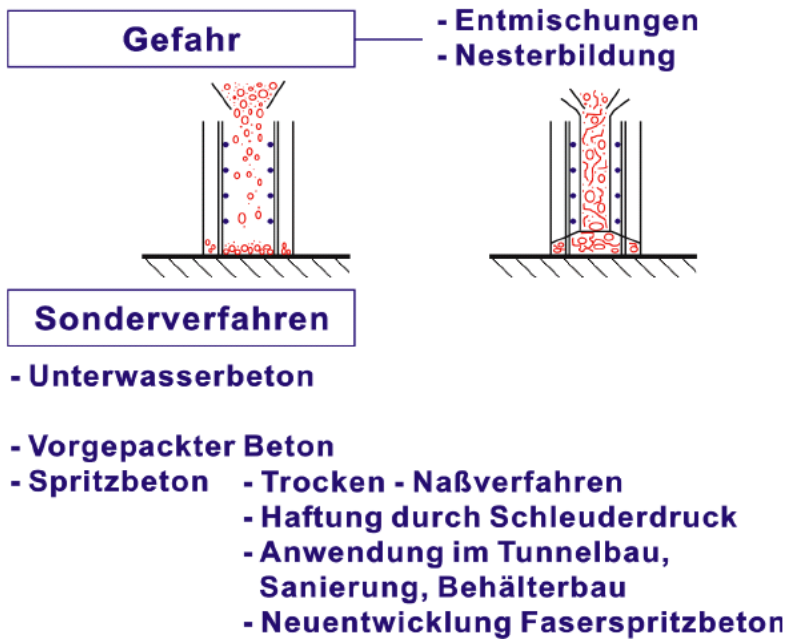 Gefahr
- Entmischungen
- Nesterbildung
Sonderverfahren
- Unterwasserbeton
- Vorgepackter Beton
- Spritzbeton - Trocken - Naßverfahren
- Haftung durch Schleuderdruck
- Anwendung im Tunnelbau,
Sanierung, Behälterbau
- Neuentwicklung Faserspritzbeton